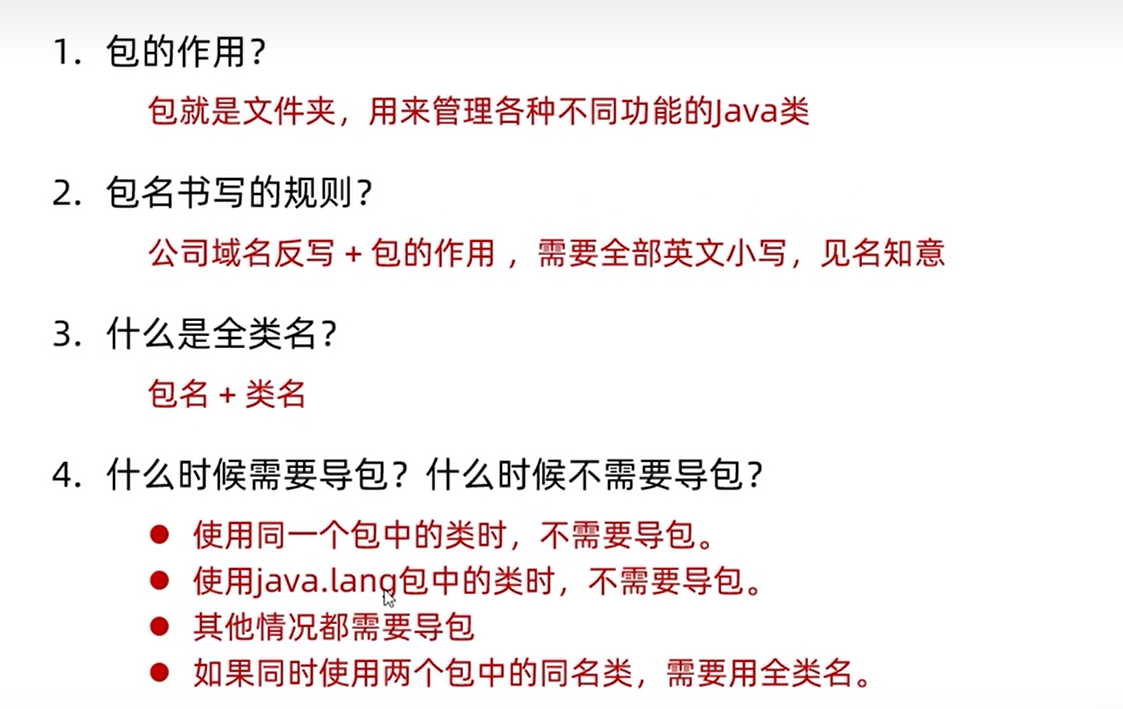 1. 包的作用？
包就是文件夹，用来管理各种不同功能的Java类
2. 包名书写的规则？
公司域名反写 + 包的作用 ，需要全部英文小写，见名知意
3. 什么是全类名？
包名 + 类名
4. 什么时候需要导包？什么时候不需要导包？
● 使用同一个包中的类时，不需要导包。
● 使用java.lang包中的类时，不需要导包。
● 其他情况都需要导包
● 如果同时使用两个包中的同名类，需要用全类名。